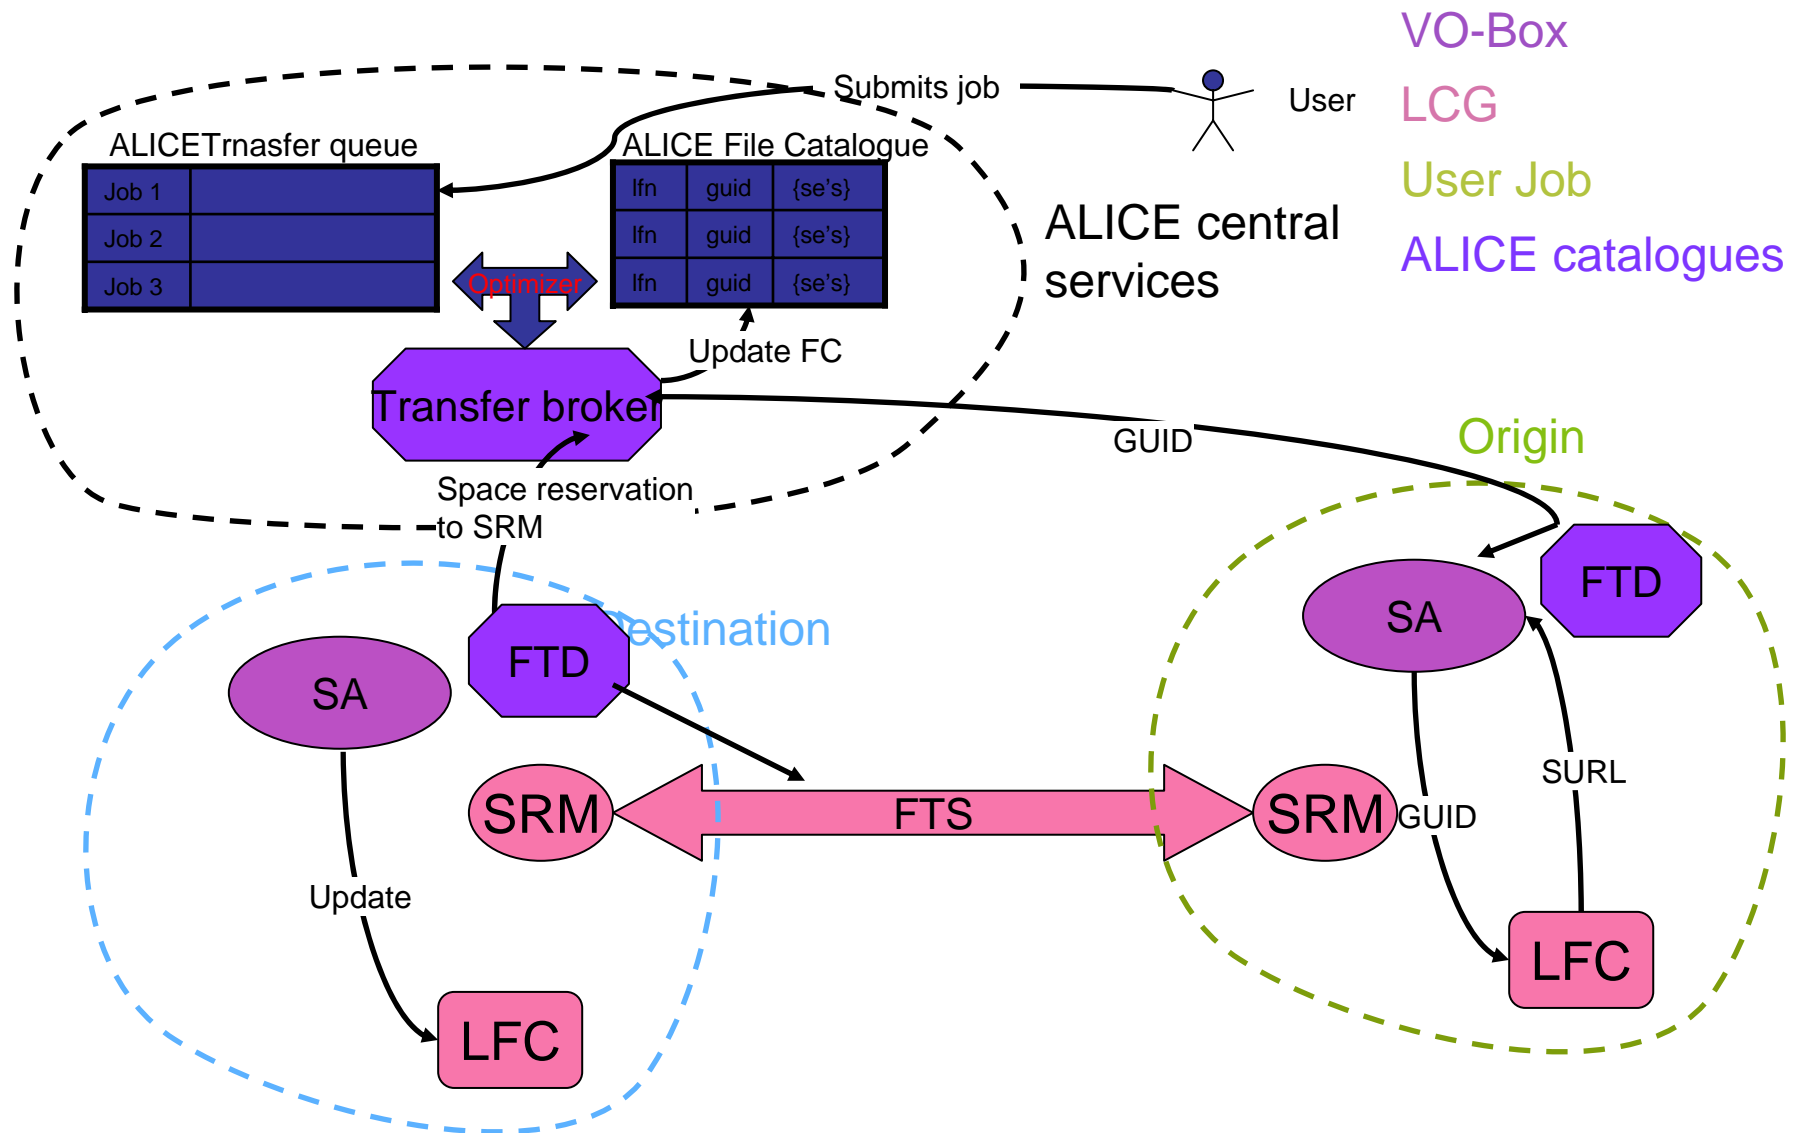 VO-Box
LCG
User Job
ALICE catalogues
Submits job
User
ALICETrnasfer queue
ALICE File Catalogue
Job 1
Job 2
Job 3
lfn guid {se's}
lfn guid {se's}
lfn guid {se's}
ALICE central
services
Optimizer
Update FC
Transfer broker
GUID
Origin
Space reservation
to SRM
Destination
FTD
SA
FTD
SA
SURL
SRM
FTS
SRM
GUID
Update
LFC
LFC